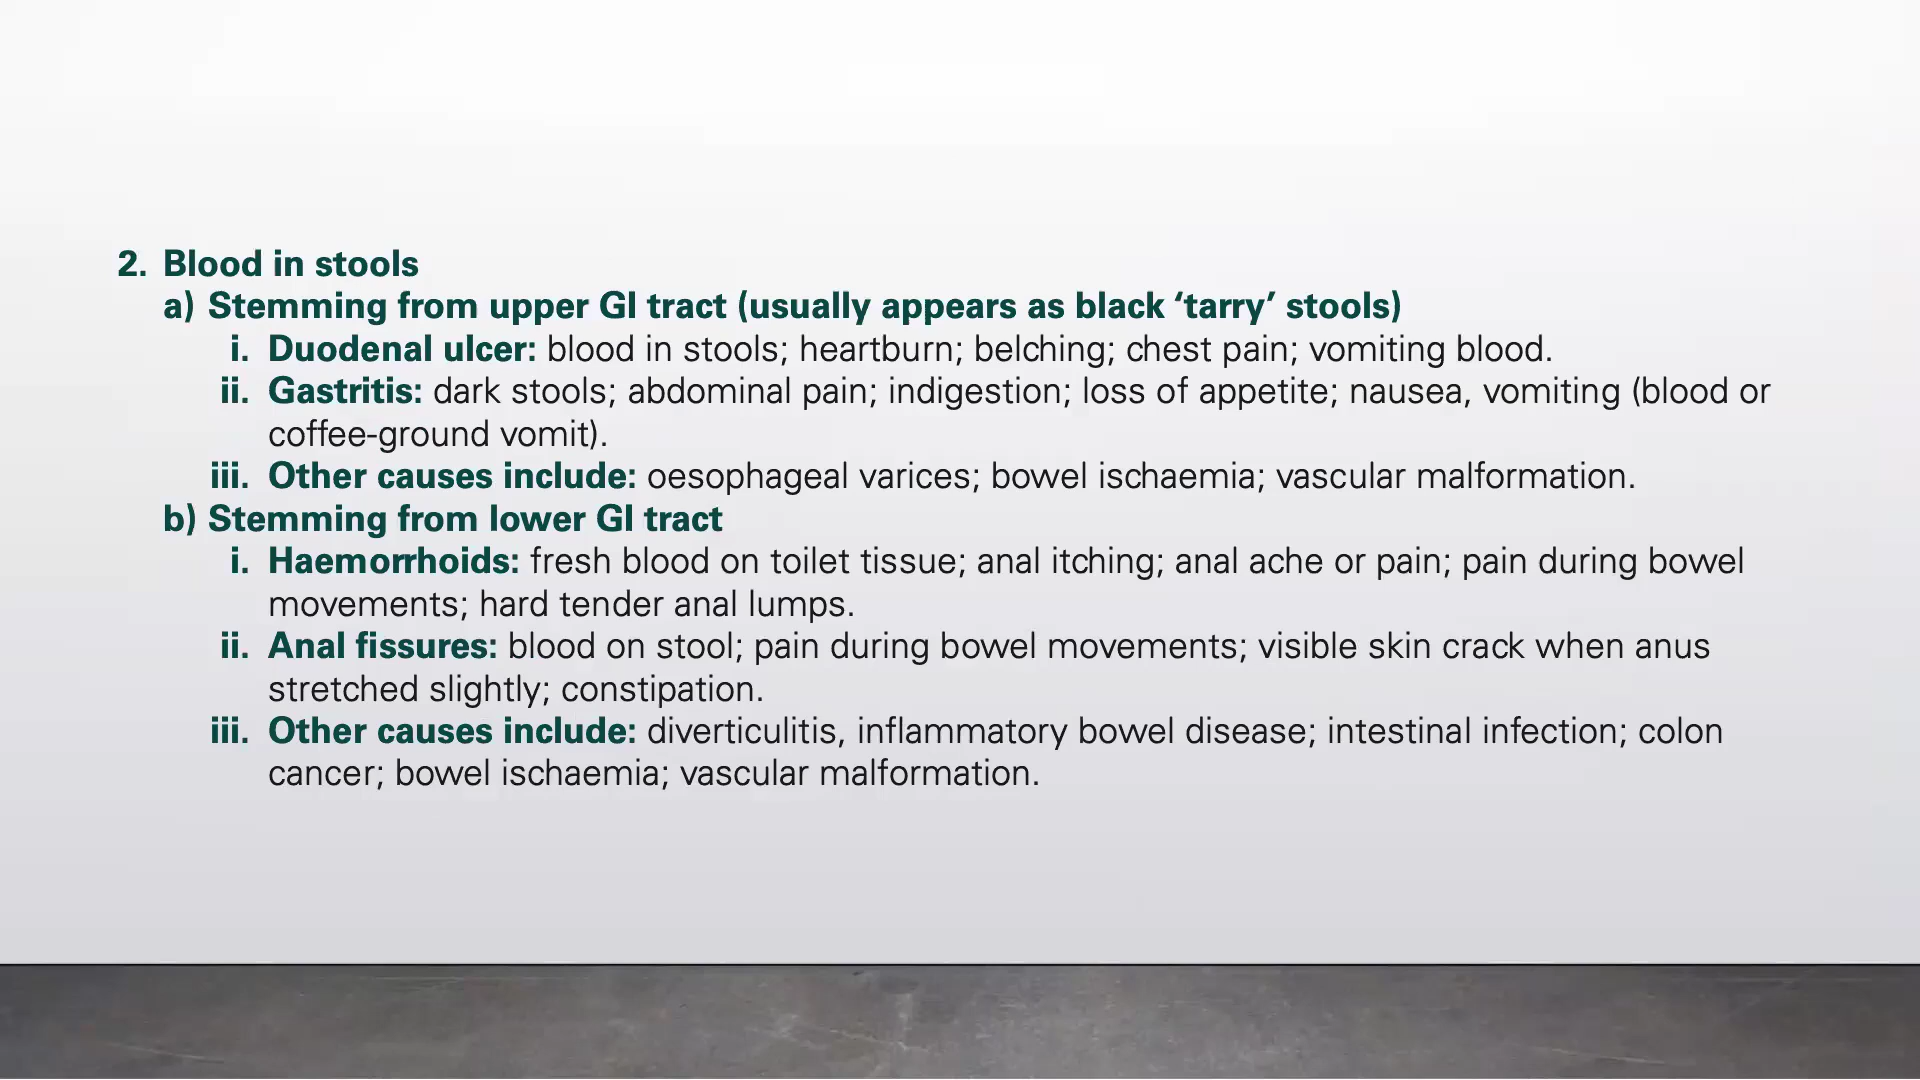 2. Blood in stools
a) Stemming from upper GI tract (usually appears as black ‘tarry’ stools)
i. Duodenal ulcer: blood in stools; heartburn; belching; chest pain; vomiting blood.
ii. Gastritis: dark stools; abdominal pain; indigestion; loss of appetite; nausea, vomiting (blood or
coffee-ground vomit).
iii. Other causes include: oesophageal varices; bowel ischaemia; vascular malformation.
b) Stemming from lower GI tract
i. Haemorrhoids: fresh blood on toilet tissue; anal itching; anal ache or pain; pain during bowel
movements; hard tender anal lumps.
ii. Anal fissures: blood on stool; pain during bowel movements; visible skin crack when anus
stretched slightly; constipation.
iii. Other causes include: diverticulitis, inflammatory bowel disease; intestinal infection; colon
cancer; bowel ischaemia; vascular malformation.